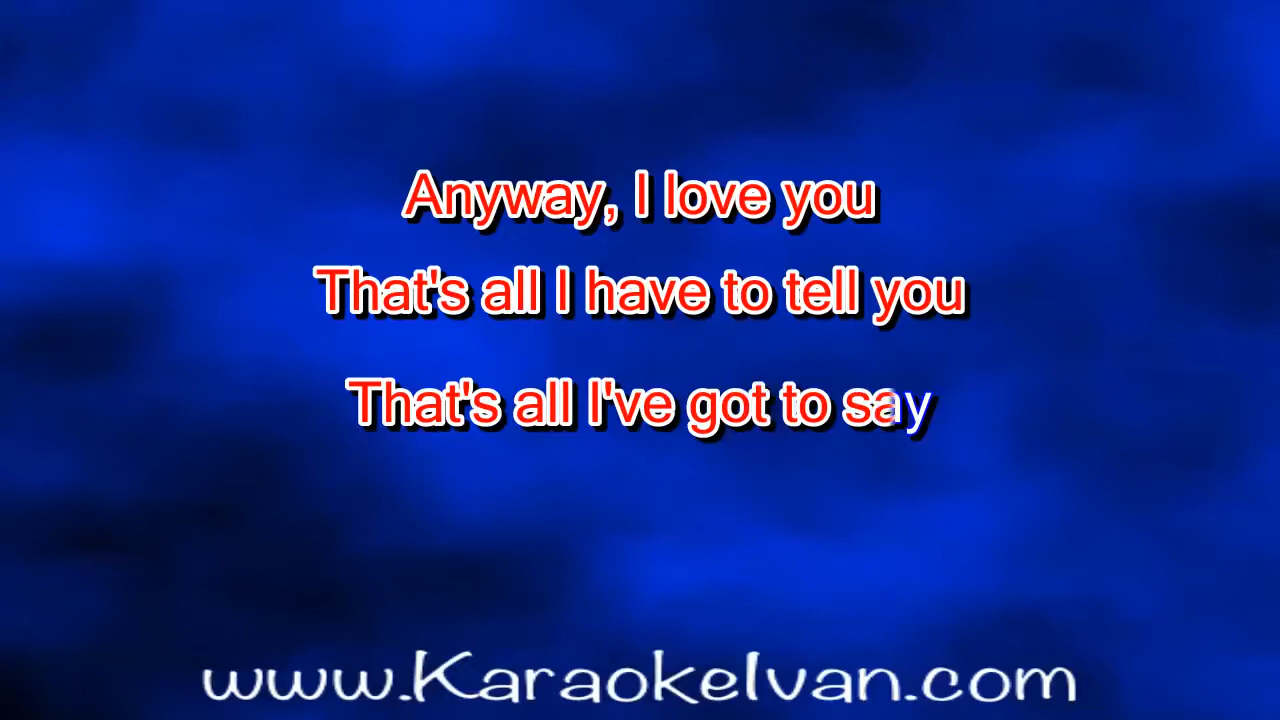 Anyway, I love you
That's all I have to tell you
That's all I've got to say
www.KaraokeIvan.com